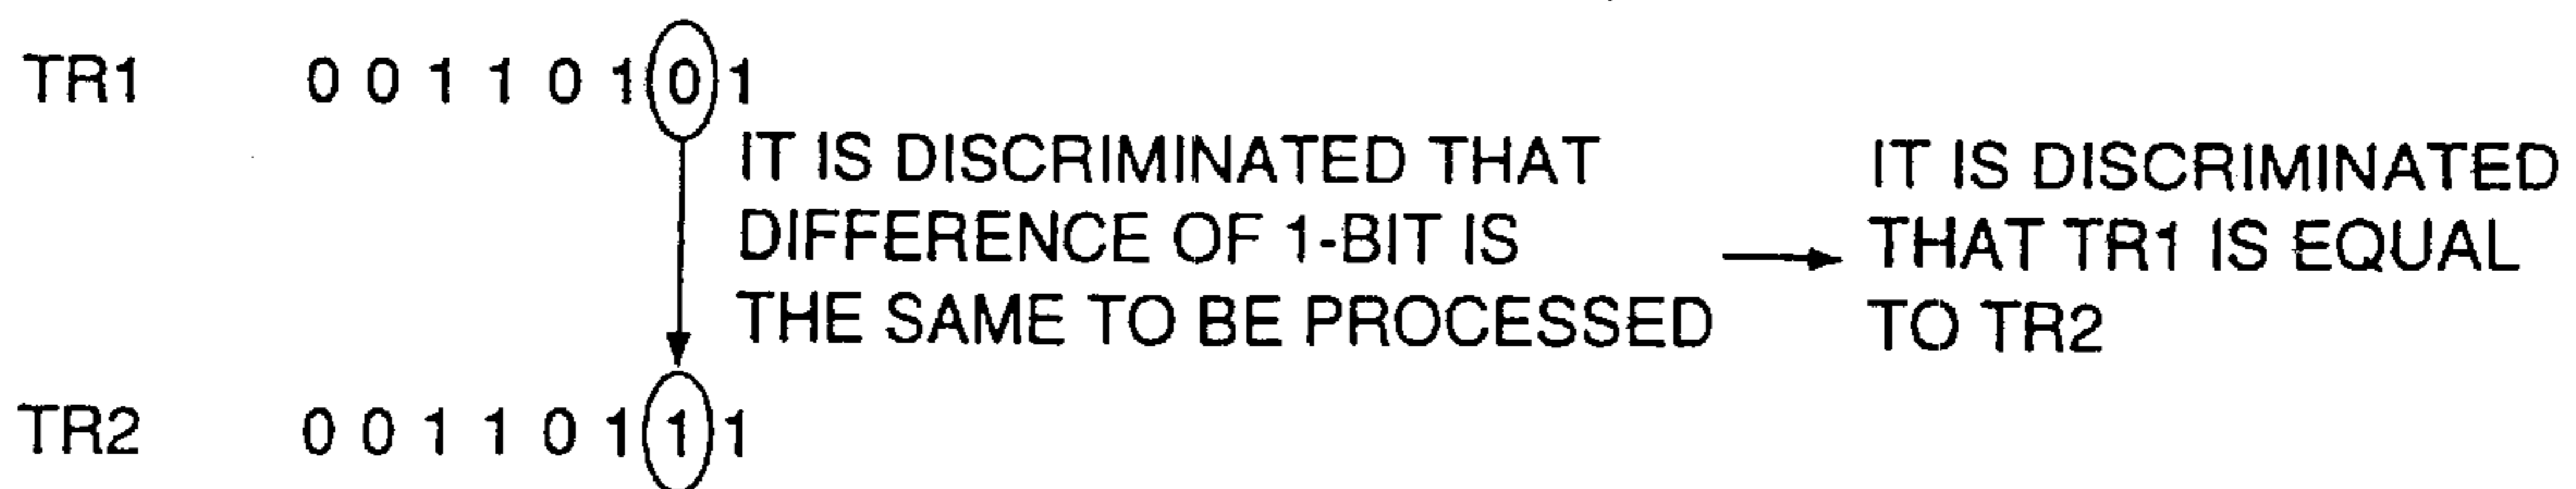 TR1 0 0 1 1 0 1 0 1
IT IS DISCRIMINATED THAT
DIFFERENCE OF 1-BIT IS
THE SAME TO BE PROCESSED
IT IS DISCRIMINATED
THAT TR1 IS EQUAL
TO TR2
TR2 0 0 1 1 0 1 1 1